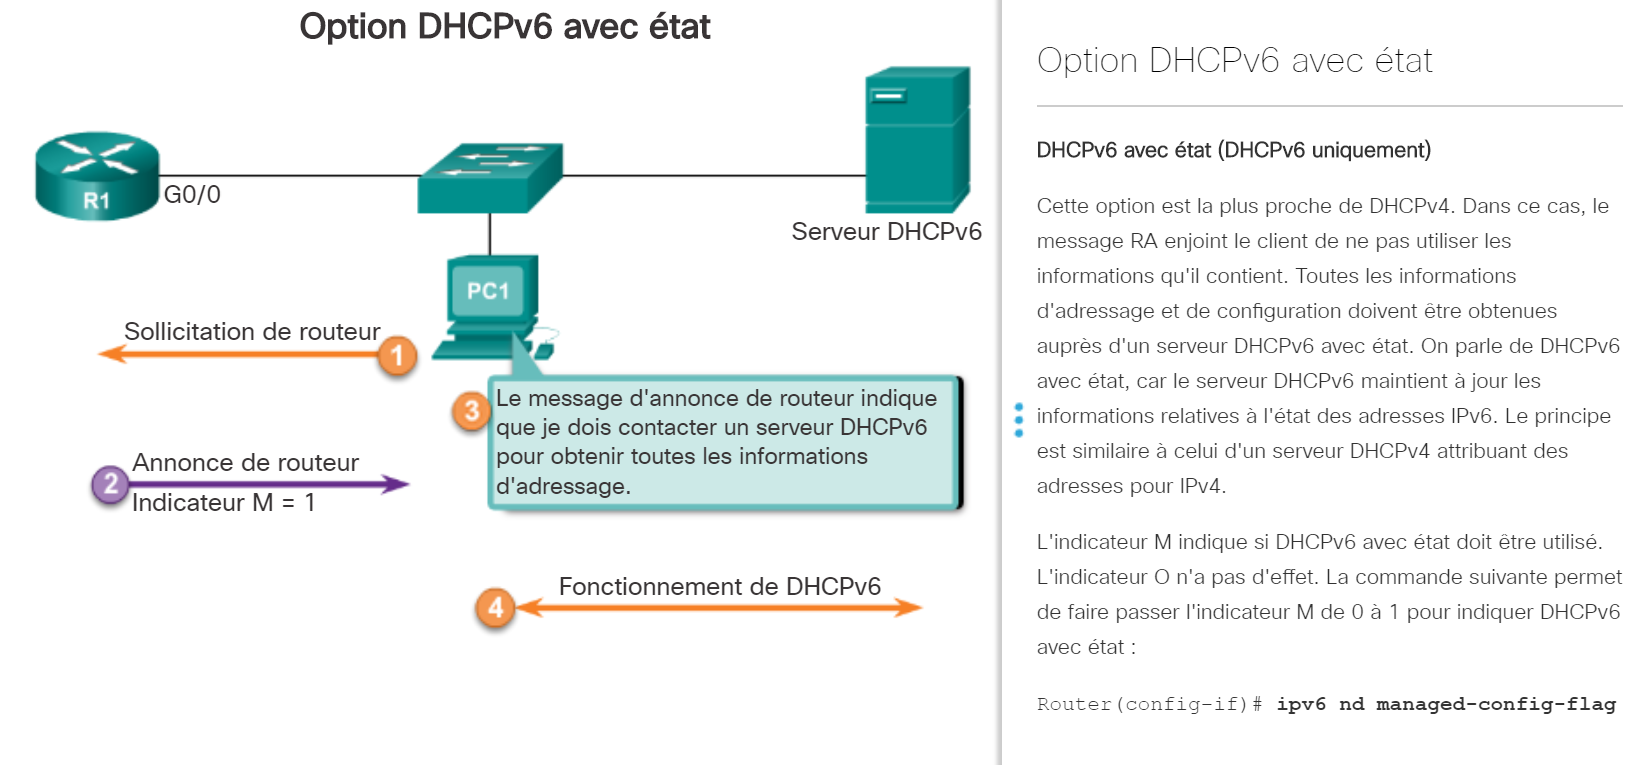 Option DHCPv6 avec état
R1
G0/0
Serveur DHCPv6
PC1
Sollicitation de routeur
1
3
Le message d'annonce de routeur indique
que je dois contacter un serveur DHCPv6
pour obtenir toutes les informations
d'adressage.
2
Annonce de routeur
Indicateur M = 1
4
Fonctionnement de DHCPv6
Option DHCPv6 avec état
DHCPv6 avec état (DHCPv6 uniquement)
Cette option est la plus proche de DHCPv4. Dans ce cas, le
message RA enjoint le client de ne pas utiliser les
informations qu'il contient. Toutes les informations
d'adressage et de configuration doivent être obtenues
auprès d'un serveur DHCPv6 avec état. On parle de DHCPv6
avec état, car le serveur DHCPv6 maintient à jour les
informations relatives à l'état des adresses IPv6. Le principe
est similaire à celui d'un serveur DHCPv4 attribuant des
adresses pour IPv4.
L'indicateur M indique si DHCPv6 avec état doit être utilisé.
L'indicateur O n'a pas d'effet. La commande suivante permet
de faire passer l'indicateur M de 0 à 1 pour indiquer DHCPv6
avec état :
Router(config-if)# ipv6 nd managed-config-flag